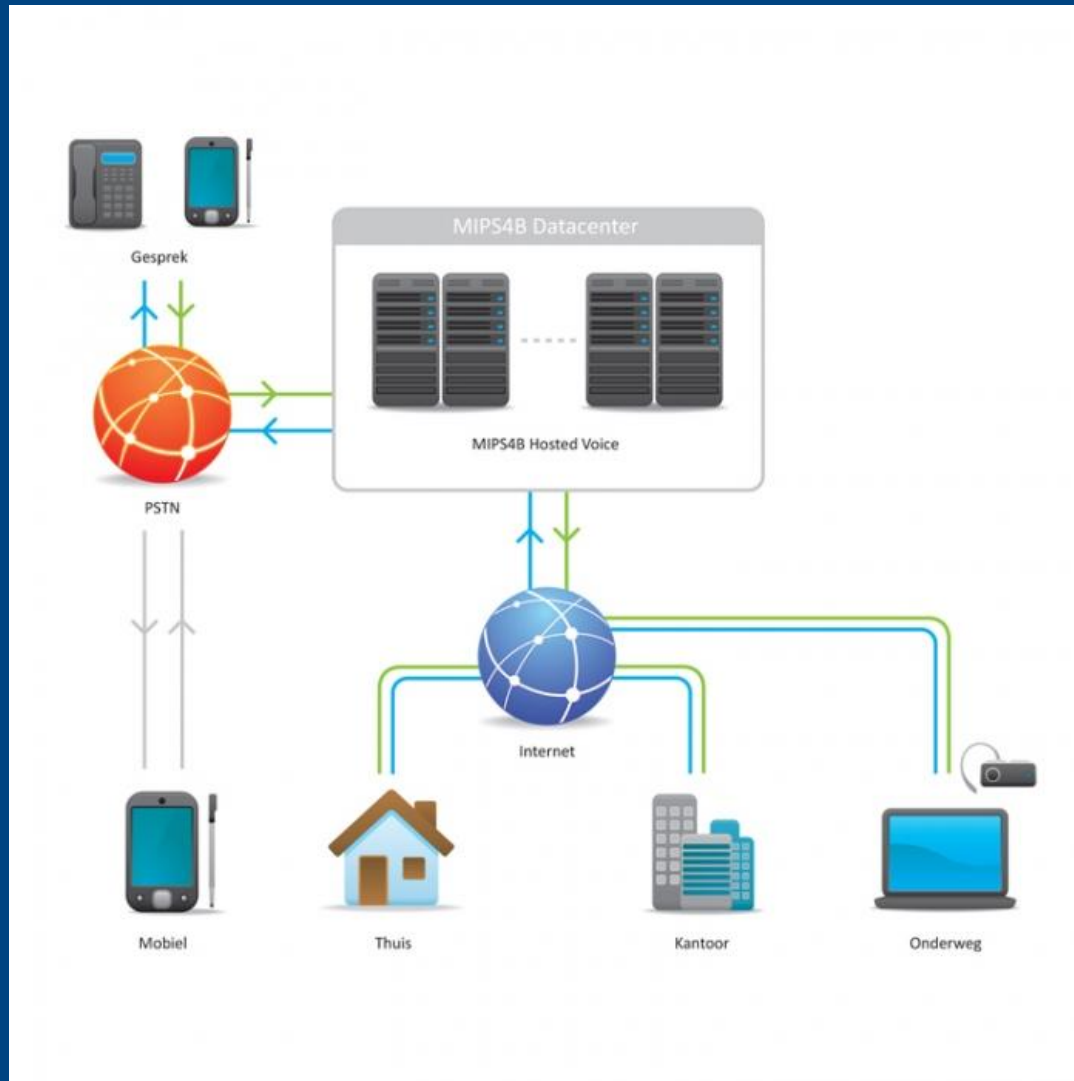 MIPS4B Datacenter
Gesprek
MIPS4B Hosted Voice
PSTN
Internet
Mobiel
Thuis
Kantoor
Onderweg